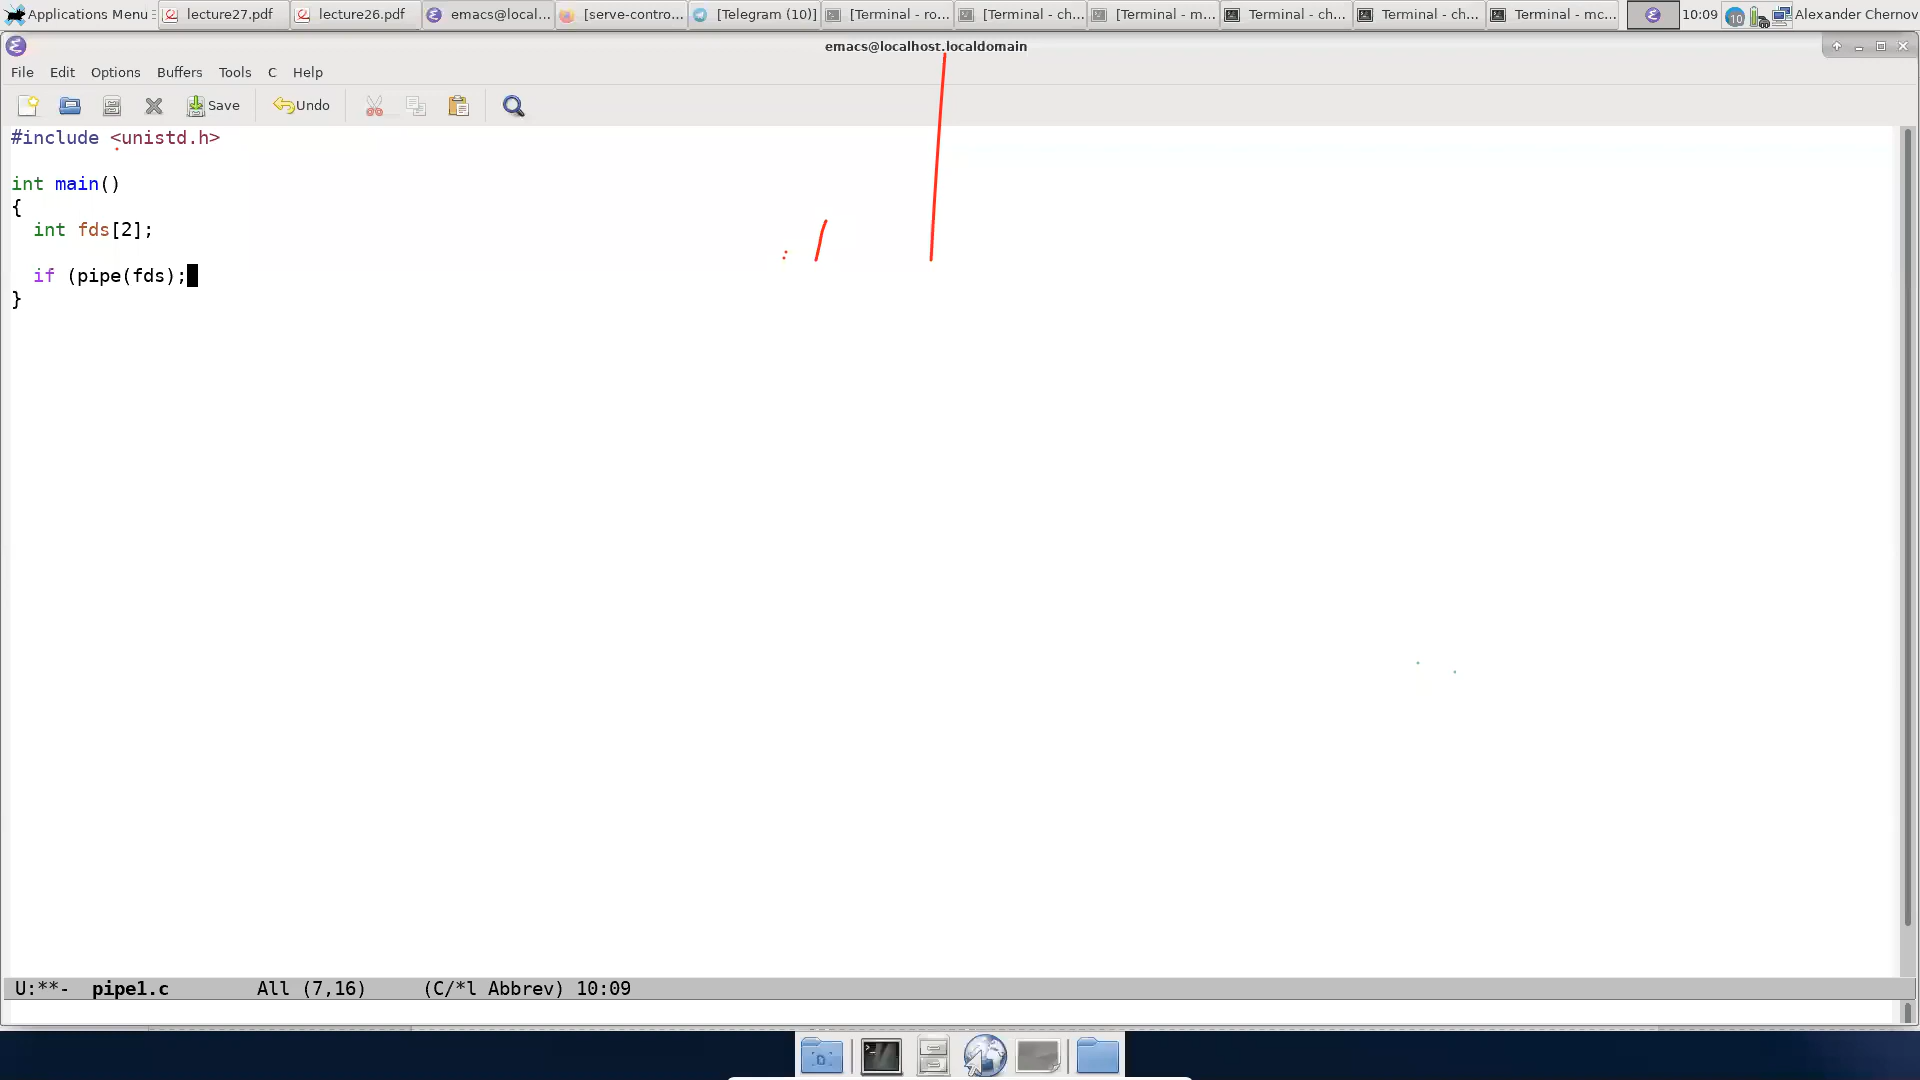 Applications Menu lecture27.pdf lecture26.pdf emacs@local... [serve-contro... [Telegram (10)] [Terminal - ro... [Terminal - ch... [Terminal - m... Terminal - ch... Terminal - ch... Terminal - mc... 10:09 10 Alexander Chernov
emacs@localhost.localdomain
File Edit Options Buffers Tools C Help
Save Undo
#include <unistd.h>
int main()
{
int fds[2];
if (pipe(fds);
}
U:**- pipe1.c All (7,16) (C/*l Abbrev) 10:09